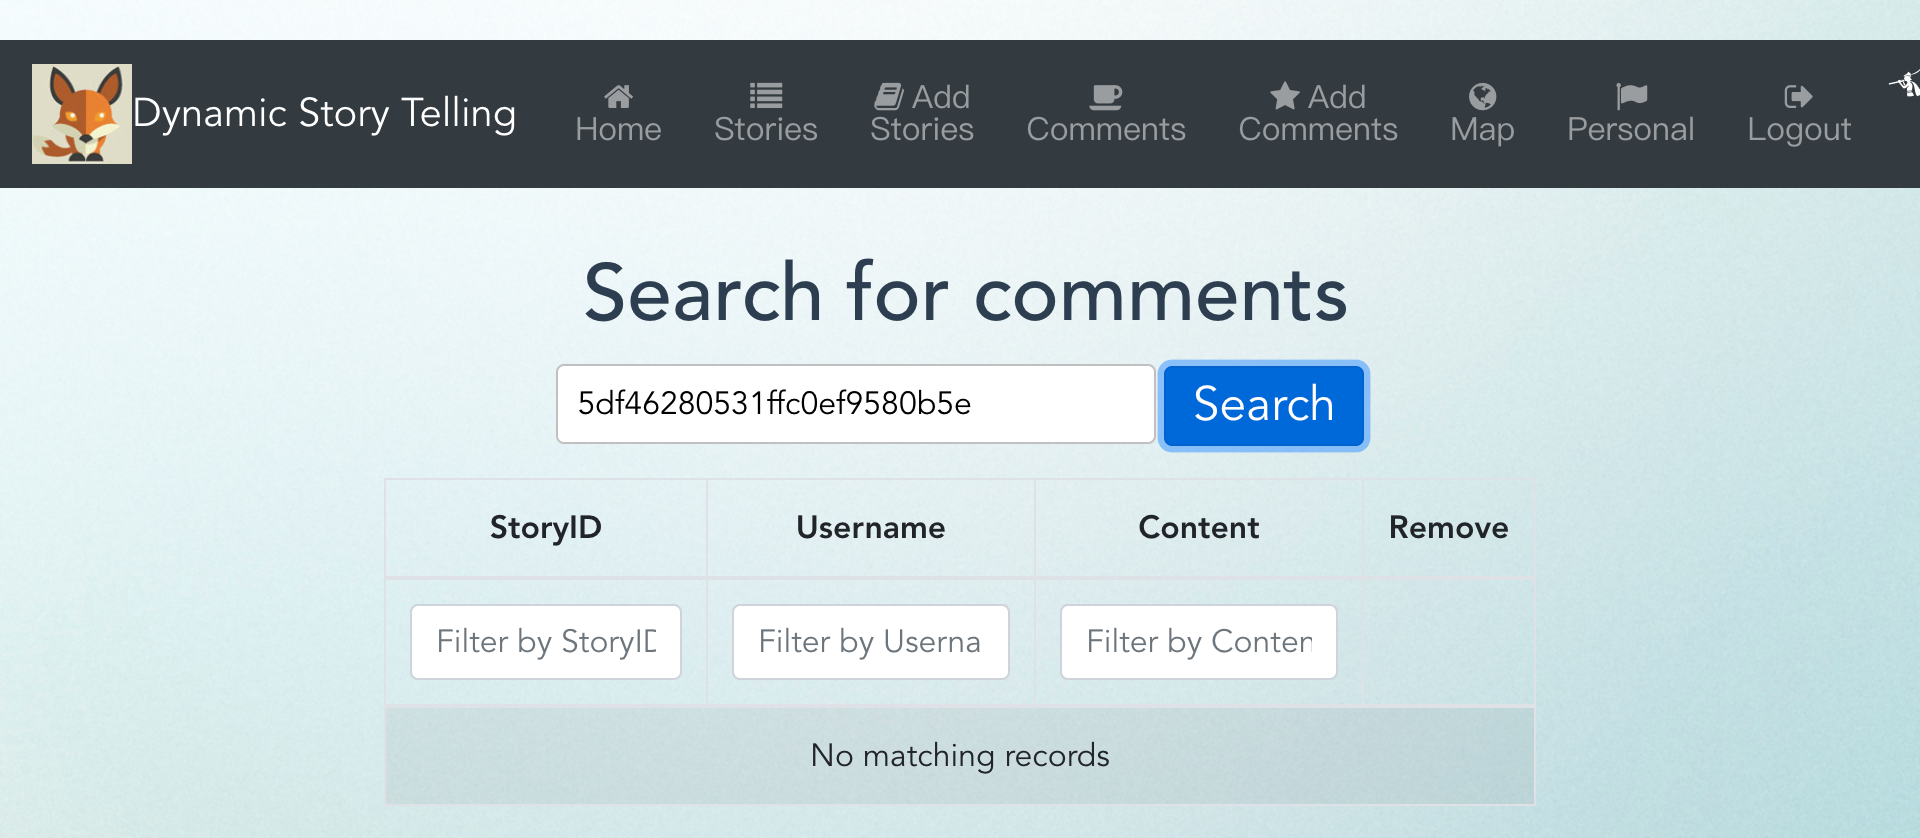 Dynamic Story Telling
Home
Stories
Add
Stories
Comments
Add
Comments
Map
Personal
Logout
Search for comments
5df46280531ffc0ef9580b5e
Search
StoryID Username Content Remove
Filter by StoryID Filter by Userna Filter by Conten
No matching records